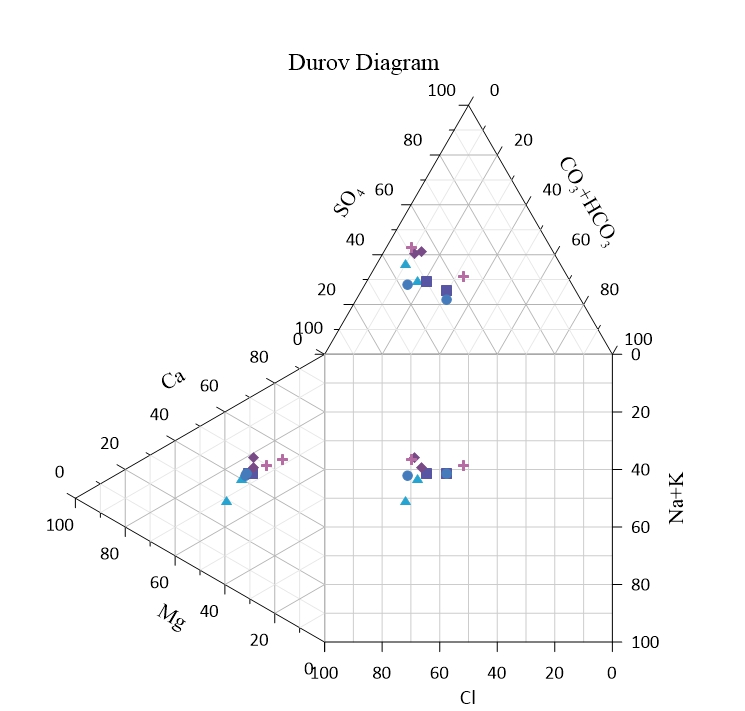 Durov Diagram
100 0
80 20
SO4 60 40 CO3+HCO3
40 60
20 80
100 100
0 0
80
Ca 60 20
40
20 40
0
100 60 Na+K
80
60 80
Mg 40
20 100
0 100 80 60 40 20 0
Cl